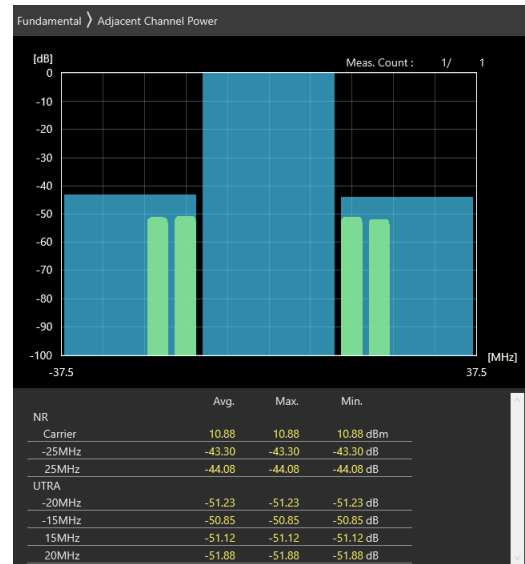 Fundamental 〉 Adjacent Channel Power
[dB]
Meas. Count : 1/ 1
0
-10
-20
-30
-40
-50
-60
-70
-80
-90
-100
[MHz]
-37.5 37.5
Avg. Max. Min.
NR
Carrier 10.88 10.88 10.88 dBm
-25MHz -43.30 -43.30 -43.30 dB
25MHz -44.08 -44.08 -44.08 dB
UTRA
-20MHz -51.23 -51.23 -51.23 dB
-15MHz -50.85 -50.85 -50.85 dB
15MHz -51.12 -51.12 -51.12 dB
20MHz -51.88 -51.88 -51.88 dB